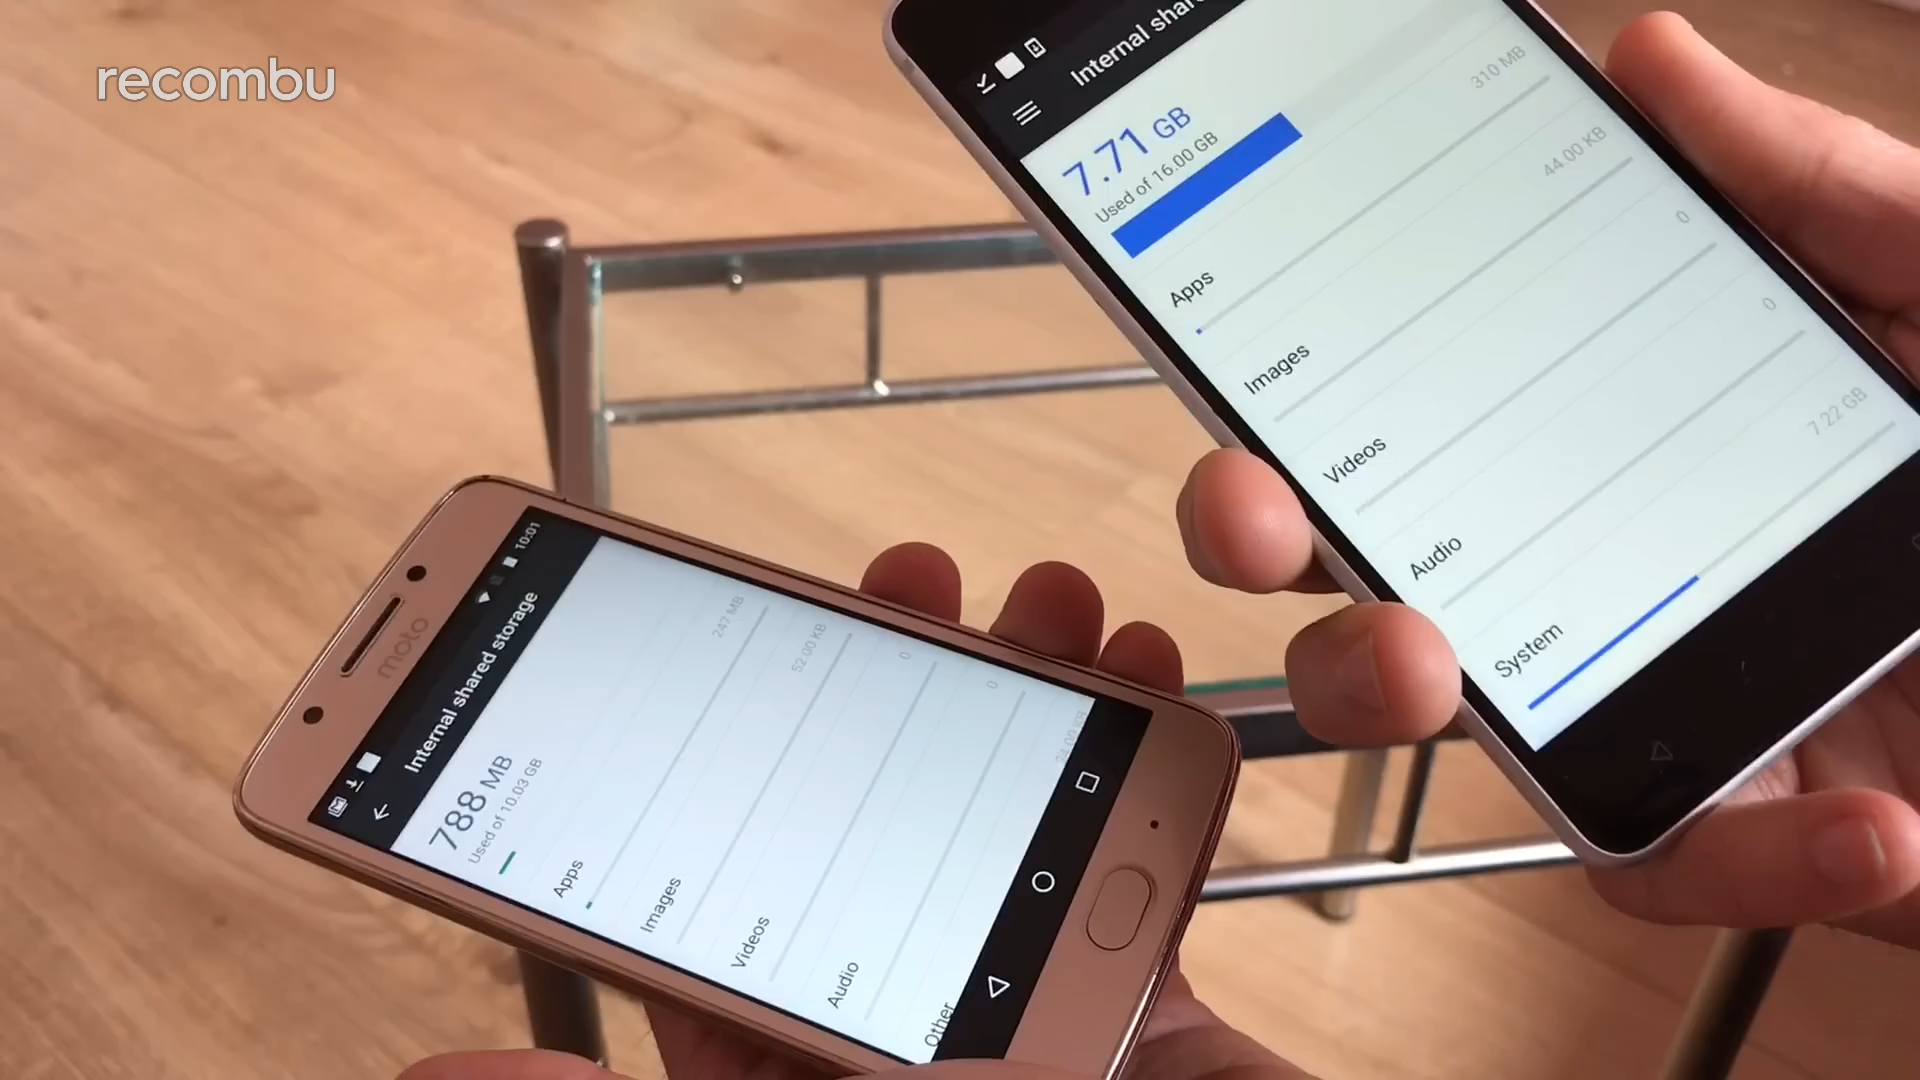 recombu
Internal shar
7.71 GB
Used of 16.00 GB
Apps
310 MB
Images
44.00 KB
Videos
0
Audio
0
System
7.22 GB
moto
10:01
Internal shared storage
788 MB
Used of 10.03 GB
Apps
247 MB
Images
52.00 KB
Videos
0
Audio
0
Other